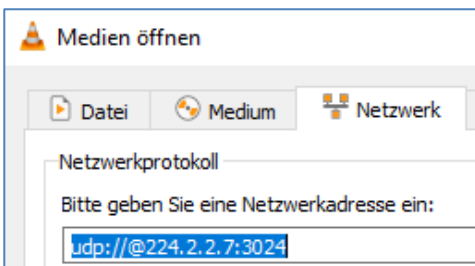 Medien öffnen
Datei Medium Netzwerk
Netzwerkprotokoll
Bitte geben Sie eine Netzwerkadresse ein:
udp://@224.2.2.7:3024